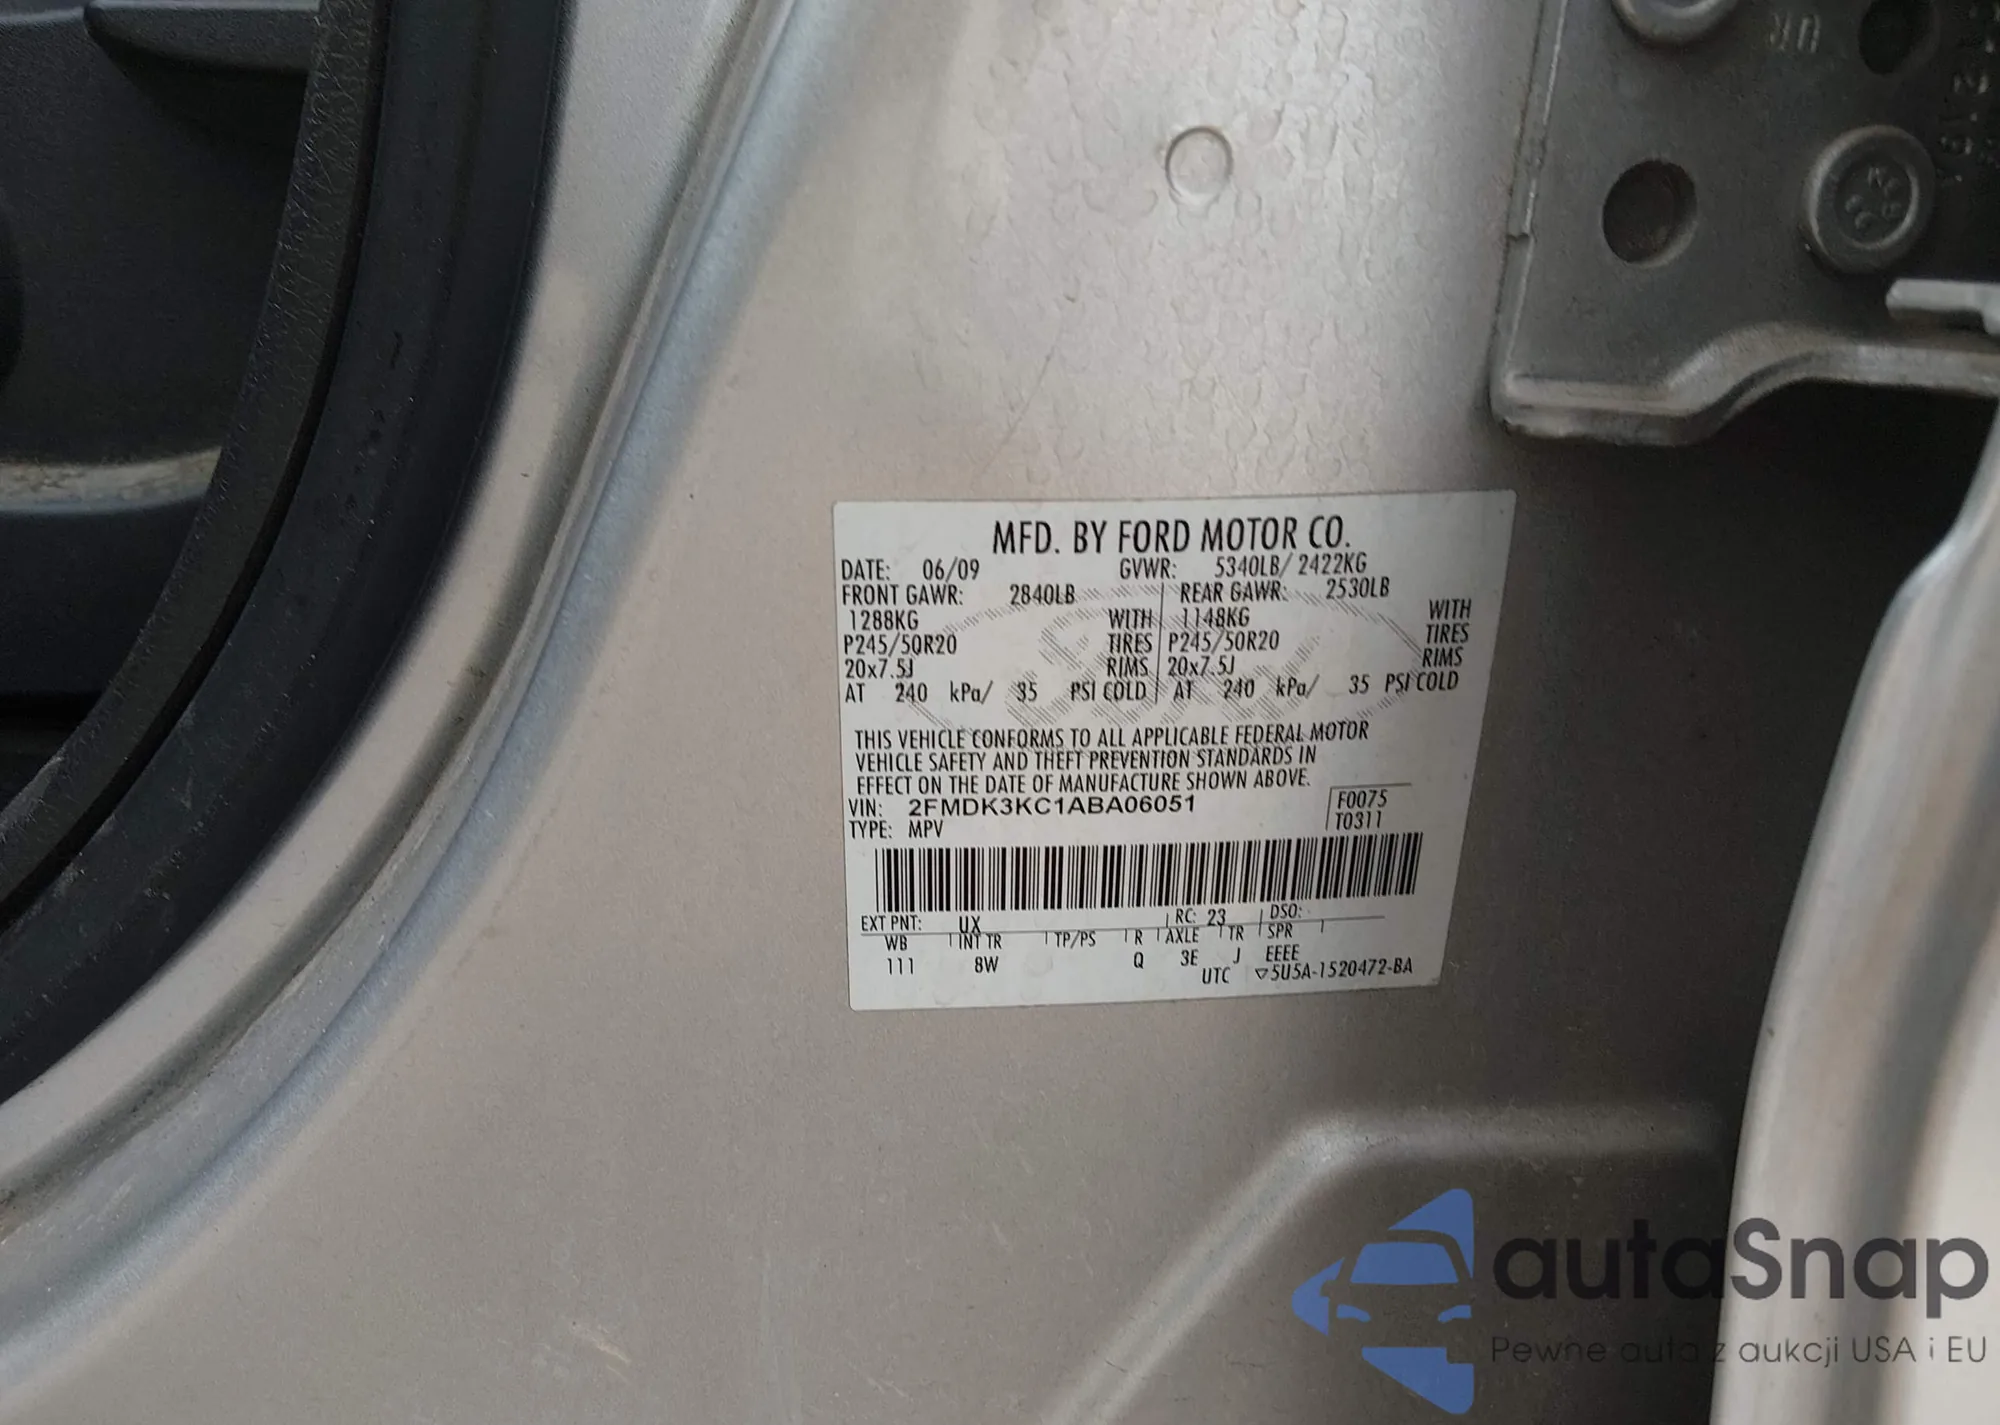 MFD. BY FORD MOTOR CO.
DATE: 06/09 GVWR: 5340LB/ 2422KG
FRONT GAWR: 2840LB REAR GAWR: 2530LB
1288KG WITH 1148KG WITH
P245/50R20 TIRES P245/50R20 TIRES
20x7.5J RIMS 20x7.5J RIMS
AT 240 kPa/ 35 PSI COLD AT 240 kPa/ 35 PSI COLD
THIS VEHICLE CONFORMS TO ALL APPLICABLE FEDERAL MOTOR
VEHICLE SAFETY AND THEFT PREVENTION STANDARDS IN
EFFECT ON THE DATE OF MANUFACTURE SHOWN ABOVE.
VIN: 2FMDK3KC1ABA06051 F0075
TYPE: MPV T0311
EXT PNT: UX RC: 23 DSO:
WB INT TR TP/PS R AXLE TR SPR
111 8W Q 3E J EEEE
UTC ▽5U5A-1520472-BA
autoSnap
Pewne auto z aukcji USA i EU